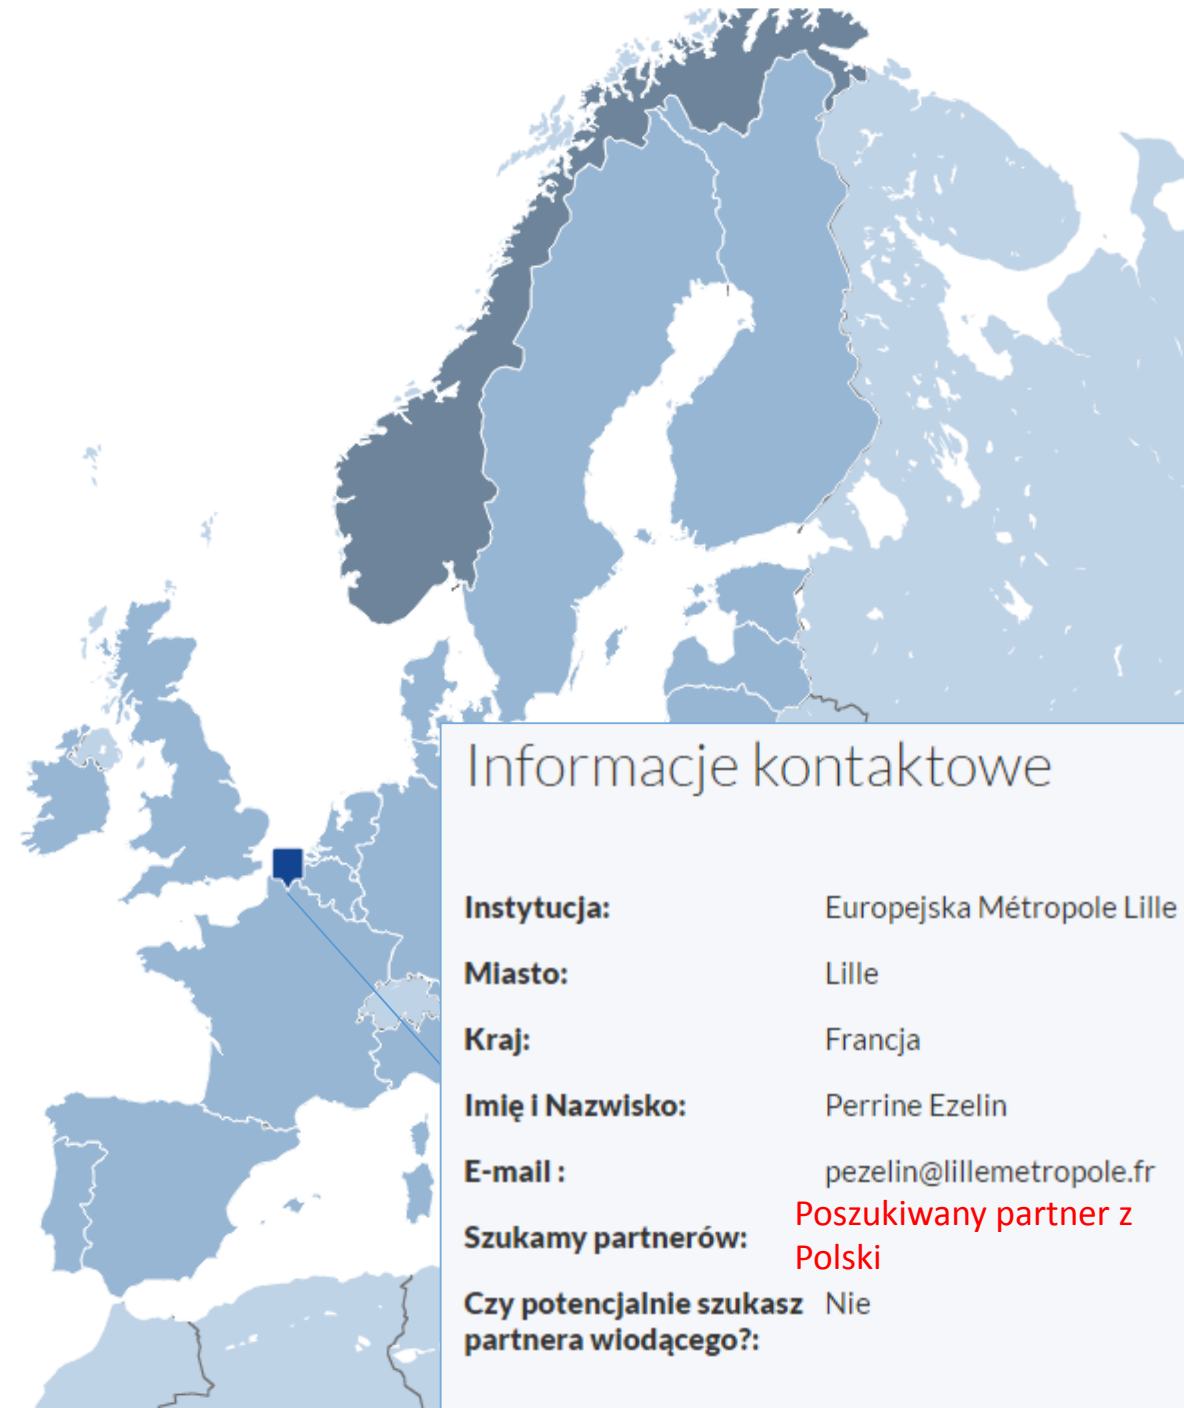 Informacje kontaktowe
Instytucja: Europejska Métropole Lille
Miasto: Lille
Kraj: Francja
Imię i Nazwisko: Perrine Ezelin
E-mail : pezelin@lillemetropole.fr
Szukamy partnerów: Poszukiwany partner z
Polski
Czy potencjalnie szukasz Nie
partnera wiodącego?: